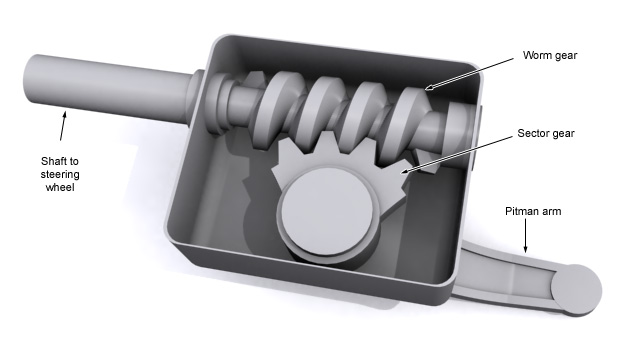 Worm gear
Sector gear
Shaft to
steering
wheel
Pitman arm